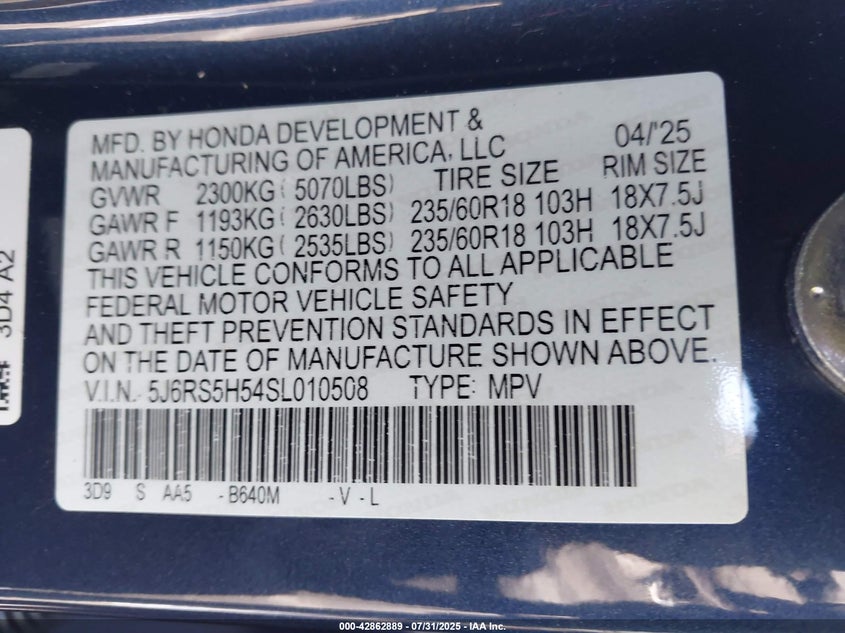 MFD. BY HONDA DEVELOPMENT & 04/'25
MANUFACTURING OF AMERICA, LLC RIM SIZE
GVWR 2300KG( 5070LBS) TIRE SIZE
GAWR F 1193KG( 2630LBS) 235/60R18 103H 18X7.5J
GAWR R 1150KG( 2535LBS) 235/60R18 103H 18X7.5J
THIS VEHICLE CONFORMS TO ALL APPLICABLE
FEDERAL MOTOR VEHICLE SAFETY
AND THEFT PREVENTION STANDARDS IN EFFECT
ON THE DATE OF MANUFACTURE SHOWN ABOVE.
V.I.N. 5J6RS5H54SL010508 TYPE: MPV
3D9 S AA5 -B640M -V-L
3D4 A2
000-42862889 - 07/31/2025 - IAA Inc.